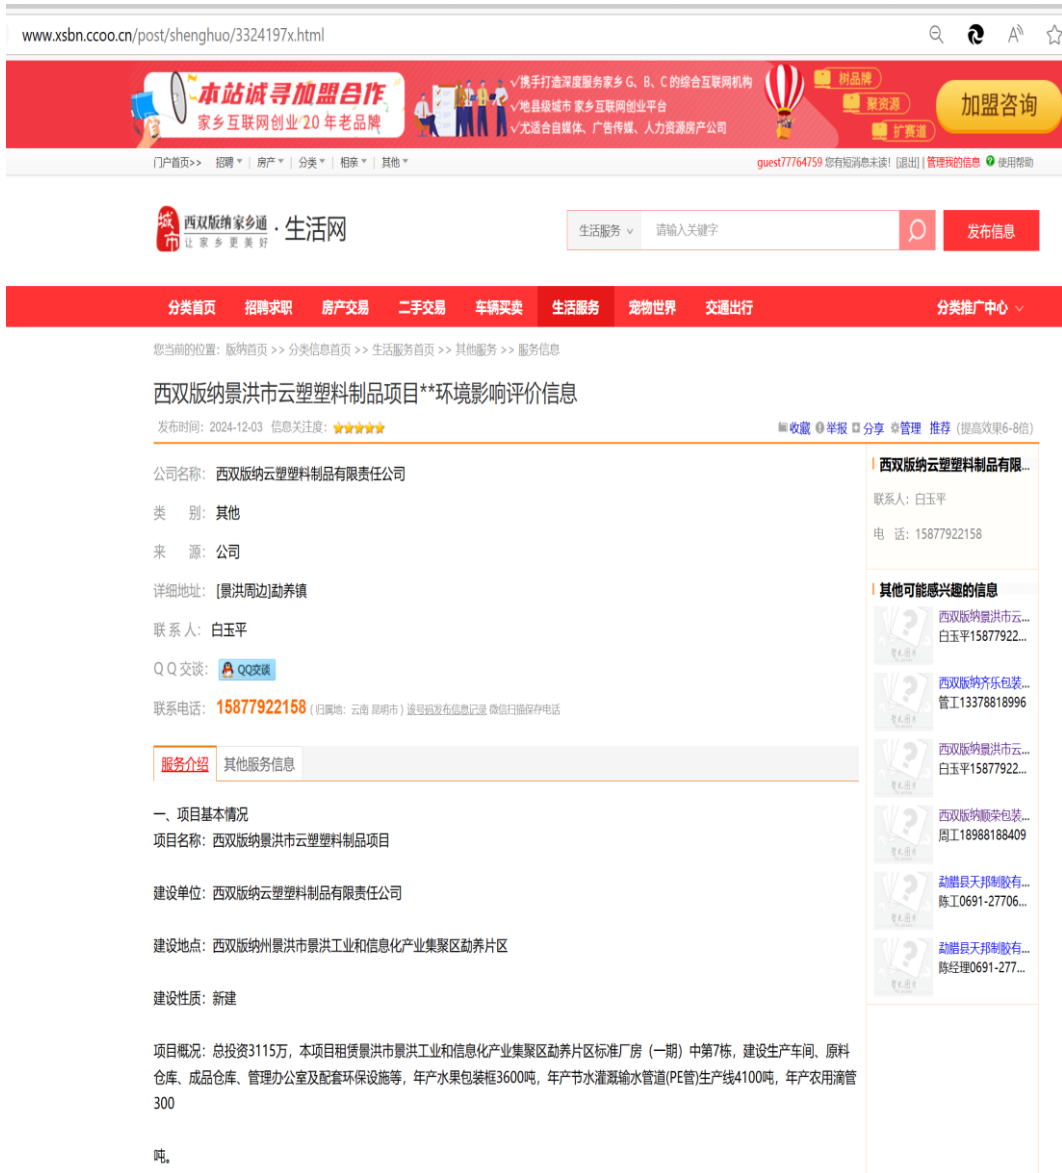 www.xsbn.ccoo.cn/post/shenghuo/3324197x.html
本站诚寻加盟合作
家乡互联网创业20年老品牌
√携手打造深度服务家乡 G、B、C 的综合互联网机构
√地县级城市 家乡互联网创业平台
√尤适合自媒体、广告传媒、人力资源房产公司
树品牌
聚资源
扩赛道
加盟咨询
门户首页>> 招聘 房产 分类 相亲 其他
guest77764759 您有短消息未读! [退出] | 管理我的信息 使用帮助
城市 西双版纳家乡通 · 生活网
让家乡更美好
生活服务 请输入关键字
发布信息
分类首页 招聘求职 房产交易 二手交易 车辆买卖 生活服务 宠物世界 交通出行 分类推广中心
您当前的位置：版纳首页 >> 分类信息首页 >> 生活服务首页 >> 其他服务 >> 服务信息
西双版纳景洪市云塑塑料制品项目**环境影响评价信息
发布时间：2024-12-03 信息关注度：
收藏 举报 分享 管理 推荐 (提高效果6-8倍)
公司名称：西双版纳云塑塑料制品有限责任公司
类 别：其他
来 源：公司
详细地址：[景洪周边]勐养镇
联 系 人：白玉平
Q Q 交谈：QQ交谈
联系电话：15877922158 ( 归属地：云南 昆明市 ) 该号码发布信息记录 微信扫描保存电话
西双版纳云塑塑料制品有限...
联系人：白玉平
电 话：15877922158
其他可能感兴趣的信息
西双版纳景洪市云...
白玉平15877922...
西双版纳齐乐包装...
管工13378818996
西双版纳景洪市云...
白玉平15877922...
西双版纳顺荣包装...
周工18988188409
勐腊县天邦制胶有...
陈工0691-27706...
勐腊县天邦制胶有...
陈经理0691-277...
暂无图片
暂无图片
暂无图片
暂无图片
暂无图片
暂无图片
服务介绍 其他服务信息
一、项目基本情况
项目名称：西双版纳景洪市云塑塑料制品项目
建设单位：西双版纳云塑塑料制品有限责任公司
建设地点：西双版纳州景洪市景洪工业和信息化产业集聚区勐养片区
建设性质：新建
项目概况：总投资3115万，本项目租赁景洪市景洪工业和信息化产业集聚区勐养片区标准厂房（一期）中第7栋，建设生产车间、原料
仓库、成品仓库、管理办公室及配套环保设施等，年产水果包装框3600吨，年产节水灌溉输水管道(PE管)生产线4100吨，年产农用滴管
300
吨。